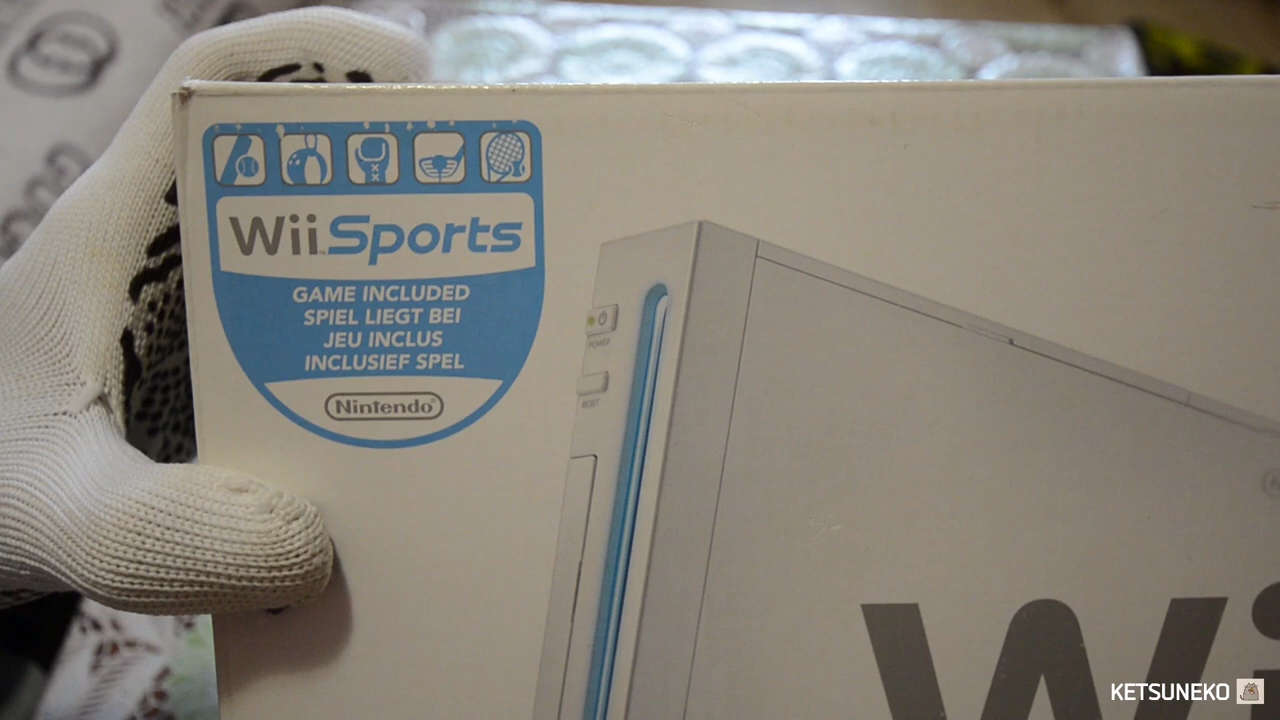 Wii Sports
GAME INCLUDED
SPIEL LIEGT BEI
JEU INCLUS
INCLUSIEF SPEL
Nintendo
POWER
RESET
Wi
KETSUNEKO